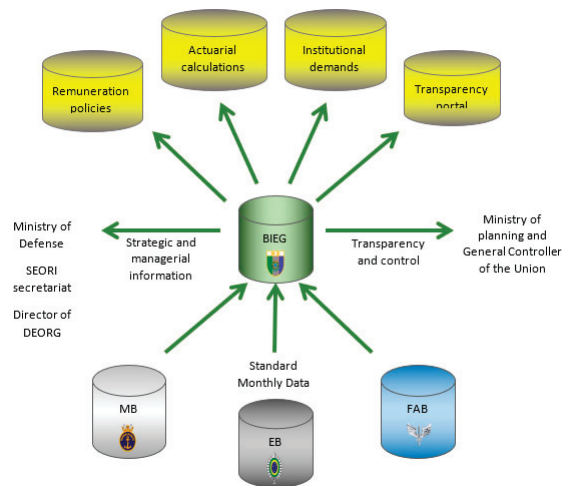 Actuarial
calculations
Institutional
demands
Remuneration
policies
Transparency
portal
BIEG
Ministry of
Defense
SEORI
secretariat
Director of
DEORG
Strategic and
managerial
information
Transparency
and control
Ministry of
planning and
General Controller
of the Union
Standard
Monthly Data
MB
EB
FAB